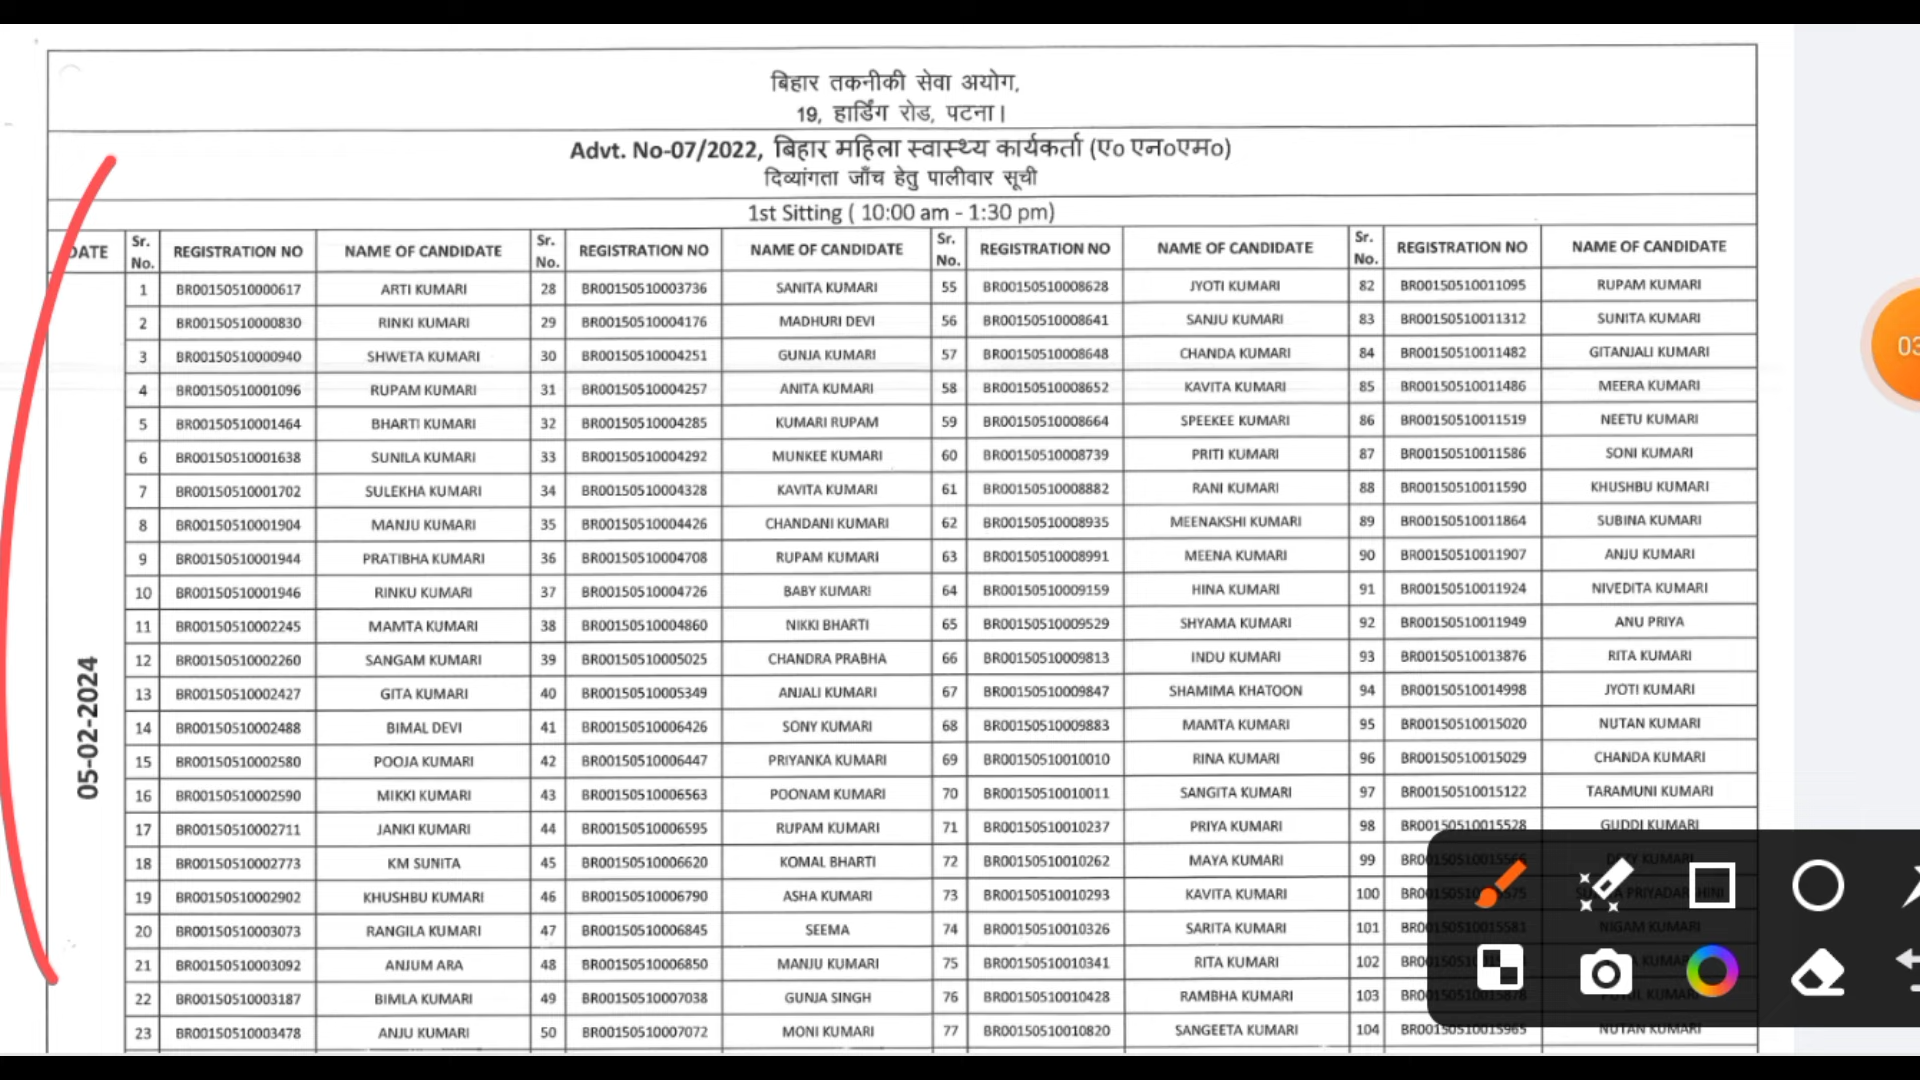 बिहार तकनीकी सेवा अयोग,
19, हार्डिंग रोड, पटना।
Advt. No-07/2022, बिहार महिला स्वास्थ्य कार्यकर्ता (ए० एन०एम०)
दिव्यांगता जाँच हेतु पालीवार सूची
1st Sitting ( 10:00 am - 1:30 pm)
DATE Sr. No. REGISTRATION NO NAME OF CANDIDATE Sr. No. REGISTRATION NO NAME OF CANDIDATE Sr. No. REGISTRATION NO NAME OF CANDIDATE Sr. No. REGISTRATION NO NAME OF CANDIDATE
05-02-2024
1 BR00150510000617 ARTI KUMARI 28 BR00150510003736 SANITA KUMARI 55 BR00150510008628 JYOTI KUMARI 82 BR00150510011095 RUPAM KUMARI
2 BR00150510000830 RINKI KUMARI 29 BR00150510004176 MADHURI DEVI 56 BR00150510008641 SANJU KUMARI 83 BR00150510011312 SUNITA KUMARI
3 BR00150510000940 SHWETA KUMARI 30 BR00150510004251 GUNJA KUMARI 57 BR00150510008648 CHANDA KUMARI 84 BR00150510011482 GITANJALI KUMARI
4 BR00150510001096 RUPAM KUMARI 31 BR00150510004257 ANITA KUMARI 58 BR00150510008652 KAVITA KUMARI 85 BR00150510011486 MEERA KUMARI
5 BR00150510001464 BHARTI KUMARI 32 BR00150510004285 KUMARI RUPAM 59 BR00150510008664 SPEEKEE KUMARI 86 BR00150510011519 NEETU KUMARI
6 BR00150510001638 SUNILA KUMARI 33 BR00150510004292 MUNKEE KUMARI 60 BR00150510008739 PRITI KUMARI 87 BR00150510011586 SONI KUMARI
7 BR00150510001702 SULEKHA KUMARI 34 BR00150510004328 KAVITA KUMARI 61 BR00150510008882 RANI KUMARI 88 BR00150510011590 KHUSHBU KUMARI
8 BR00150510001904 MANJU KUMARI 35 BR00150510004426 CHANDANI KUMARI 62 BR00150510008935 MEENAKSHI KUMARI 89 BR00150510011864 SUBINA KUMARI
9 BR00150510001944 PRATIBHA KUMARI 36 BR00150510004708 RUPAM KUMARI 63 BR00150510008991 MEENA KUMARI 90 BR00150510011907 ANJU KUMARI
10 BR00150510001946 RINKU KUMARI 37 BR00150510004726 BABY KUMARI 64 BR00150510009159 HINA KUMARI 91 BR00150510011924 NIVEDITA KUMARI
11 BR00150510002245 MAMTA KUMARI 38 BR00150510004860 NIKKI BHARTI 65 BR00150510009529 SHYAMA KUMARI 92 BR00150510011949 ANU PRIYA
12 BR00150510002260 SANGAM KUMARI 39 BR00150510005025 CHANDRA PRABHA 66 BR00150510009813 INDU KUMARI 93 BR00150510013876 RITA KUMARI
13 BR00150510002427 GITA KUMARI 40 BR00150510005349 ANJALI KUMARI 67 BR00150510009847 SHAMIMA KHATOON 94 BR00150510014998 JYOTI KUMARI
14 BR00150510002488 BIMAL DEVI 41 BR00150510006426 SONY KUMARI 68 BR00150510009883 MAMTA KUMARI 95 BR00150510015020 NUTAN KUMARI
15 BR00150510002580 POOJA KUMARI 42 BR00150510006447 PRIYANKA KUMARI 69 BR00150510010010 RINA KUMARI 96 BR00150510015029 CHANDA KUMARI
16 BR00150510002590 MIKKI KUMARI 43 BR00150510006563 POONAM KUMARI 70 BR00150510010011 SANGITA KUMARI 97 BR00150510015122 TARAMUNI KUMARI
17 BR00150510002711 JANKI KUMARI 44 BR00150510006595 RUPAM KUMARI 71 BR00150510010237 PRIYA KUMARI 98 BR00150510015528 GUDDI KUMARI
18 BR00150510002773 KM SUNITA 45 BR00150510006620 KOMAL BHARTI 72 BR00150510010262 MAYA KUMARI 99
19 BR00150510002902 KHUSHBU KUMARI 46 BR00150510006790 ASHA KUMARI 73 BR00150510010293 KAVITA KUMARI 100
20 BR00150510003073 RANGILA KUMARI 47 BR00150510006845 SEEMA 74 BR00150510010326 SARITA KUMARI 101 BR00150510015581 NIGAM KUMARI
21 BR00150510003092 ANJUM ARA 48 BR00150510006850 MANJU KUMARI 75 BR00150510010341 RITA KUMARI 102
22 BR00150510003187 BIMLA KUMARI 49 BR00150510007038 GUNJA SINGH 76 BR00150510010428 RAMBHA KUMARI 103
23 BR00150510003478 ANJU KUMARI 50 BR00150510007072 MONI KUMARI 77 BR00150510010820 SANGEETA KUMARI 104 BR00150510015965 NUTAN KUMARI
03